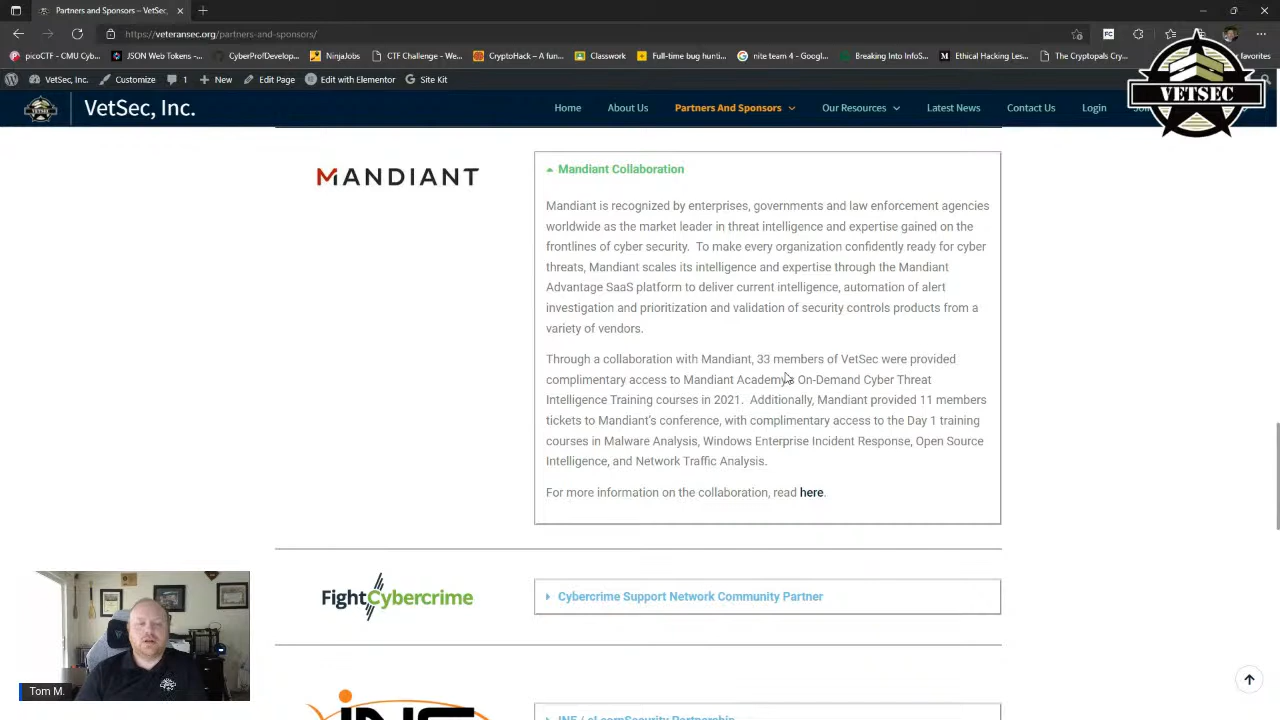 Partners and Sponsors – VetSec,
https://veteransec.org/partners-and-sponsors/
picoCTF - CMU Cyb...
JSON Web Tokens -...
CyberProfDevelop...
NinjaJobs
CTF Challenge - We...
CryptoHack – A fun...
Classwork
Full-time bug hunti...
nite team 4 - Googl...
Breaking Into InfoS...
Ethical Hacking Les...
The Cryptopals Cry...
Favorites
VetSec, Inc.
Customize
1
New
Edit Page
Edit with Elementor
Site Kit
VETSEC
VetSec, Inc.
Home
About Us
Partners And Sponsors
Our Resources
Latest News
Contact Us
Login
MANDIANT
Mandiant Collaboration
Mandiant is recognized by enterprises, governments and law enforcement agencies
worldwide as the market leader in threat intelligence and expertise gained on the
frontlines of cyber security. To make every organization confidently ready for cyber
threats, Mandiant scales its intelligence and expertise through the Mandiant
Advantage SaaS platform to deliver current intelligence, automation of alert
investigation and prioritization and validation of security controls products from a
variety of vendors.
Through a collaboration with Mandiant, 33 members of VetSec were provided
complimentary access to Mandiant Academy's On-Demand Cyber Threat
Intelligence Training courses in 2021. Additionally, Mandiant provided 11 members
tickets to Mandiant's conference, with complimentary access to the Day 1 training
courses in Malware Analysis, Windows Enterprise Incident Response, Open Source
Intelligence, and Network Traffic Analysis.
For more information on the collaboration, read here.
FightCybercrime
Cybercrime Support Network Community Partner
INE
INE / eLearnSecurity Partnership
Tom M.